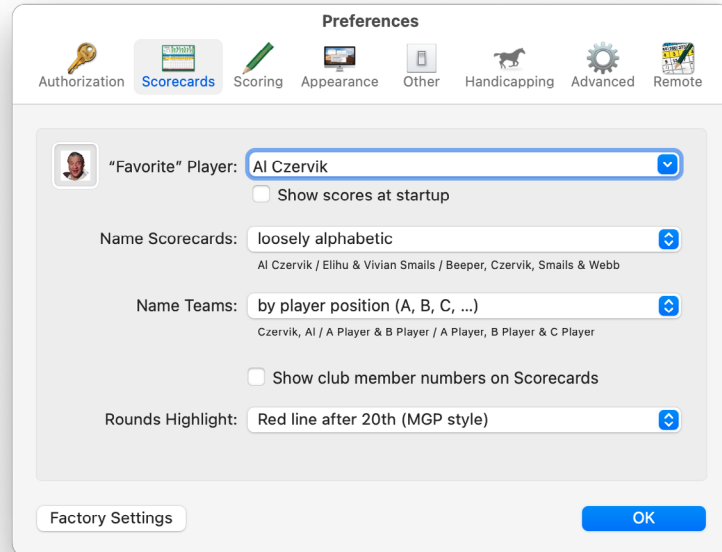 Preferences
Authorization Scorecards Scoring Appearance Other Handicapping Advanced Remote
“Favorite” Player: Al Czervik
Show scores at startup
Name Scorecards: loosely alphabetic
Al Czervik / Elihu & Vivian Smails / Beeper, Czervik, Smails & Webb
Name Teams: by player position (A, B, C, ...)
Czervik, Al / A Player & B Player / A Player, B Player & C Player
Show club member numbers on Scorecards
Rounds Highlight: Red line after 20th (MGP style)
Factory Settings OK